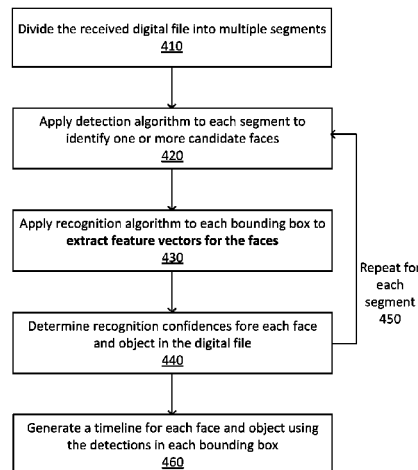 Divide the received digital file into multiple segments
410
Apply detection algorithm to each segment to
identify one or more candidate faces
420
Apply recognition algorithm to each bounding box to
extract feature vectors for the faces
430
Repeat for
each
segment
450
Determine recognition confidences fore each face
and object in the digital file
440
Generate a timeline for each face and object using
the detections in each bounding box
460